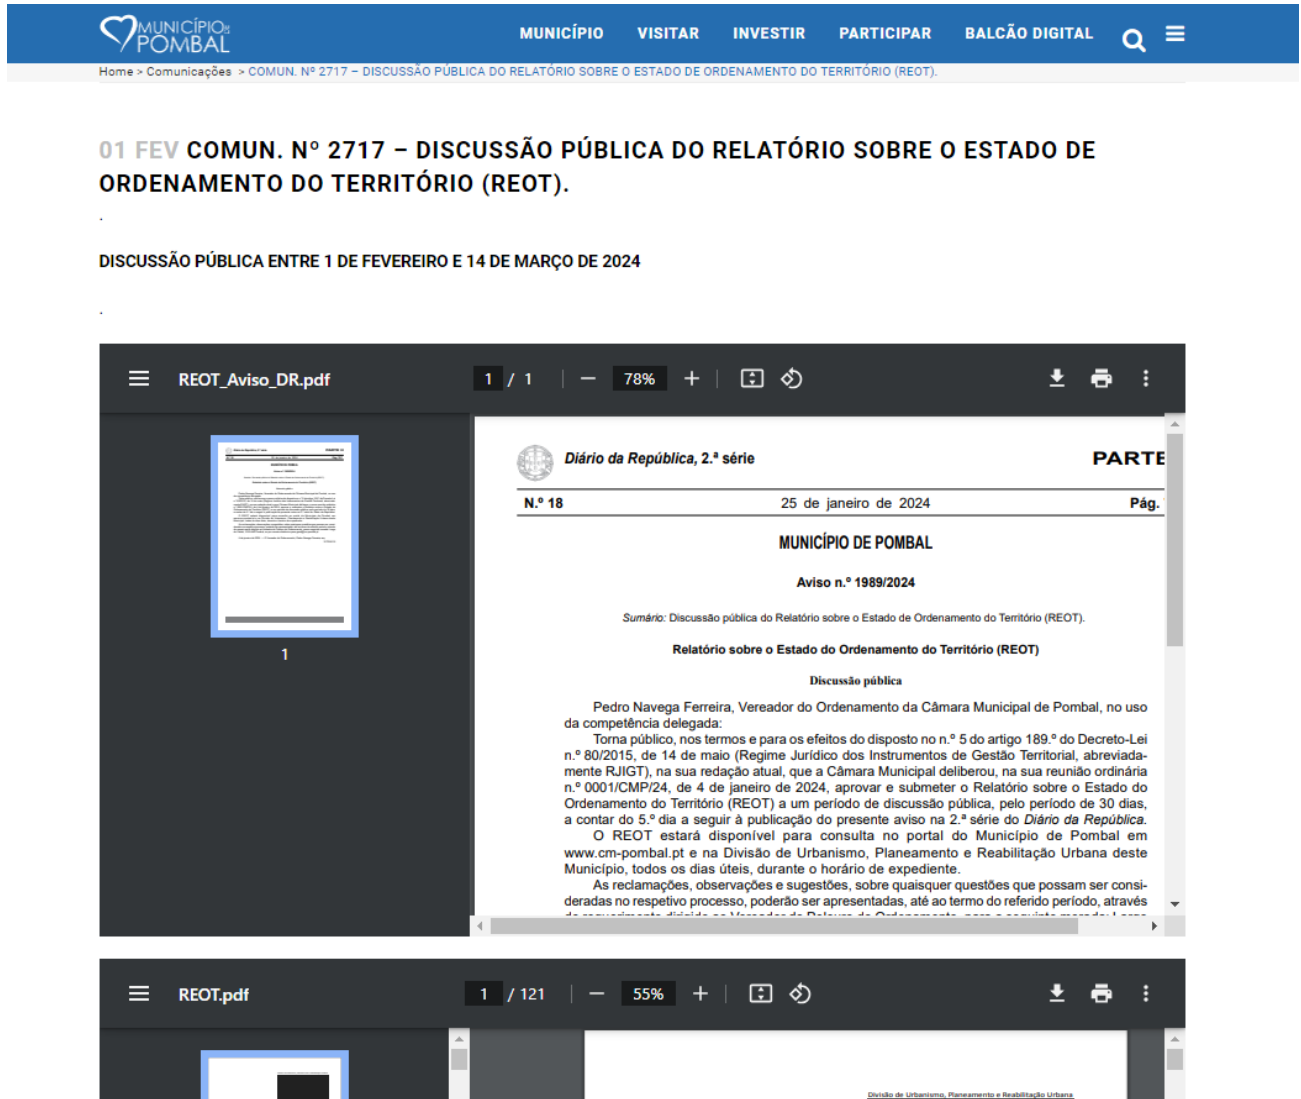 MUNICÍPIO DE POMBAL
MUNICÍPIO VISITAR INVESTIR PARTICIPAR BALCÃO DIGITAL
Home > Comunicações > COMUN. Nº 2717 – DISCUSSÃO PÚBLICA DO RELATÓRIO SOBRE O ESTADO DE ORDENAMENTO DO TERRITÓRIO (REOT).
01 FEV COMUN. Nº 2717 – DISCUSSÃO PÚBLICA DO RELATÓRIO SOBRE O ESTADO DE
ORDENAMENTO DO TERRITÓRIO (REOT).
.
DISCUSSÃO PÚBLICA ENTRE 1 DE FEVEREIRO E 14 DE MARÇO DE 2024
.
REOT_Aviso_DR.pdf 1 / 1 78%
Diário da República, 2.ª série PARTE
N.º 18 25 de janeiro de 2024 Pág.
MUNICÍPIO DE POMBAL
Aviso n.º 1989/2024
Sumário: Discussão pública do Relatório sobre o Estado de Ordenamento do Território (REOT).
Relatório sobre o Estado do Ordenamento do Território (REOT)
Discussão pública
Pedro Navega Ferreira, Vereador do Ordenamento da Câmara Municipal de Pombal, no uso
da competência delegada:
Torna público, nos termos e para os efeitos do disposto no n.º 5 do artigo 189.º do Decreto-Lei
n.º 80/2015, de 14 de maio (Regime Jurídico dos Instrumentos de Gestão Territorial, abreviada-
mente RJIGT), na sua redação atual, que a Câmara Municipal deliberou, na sua reunião ordinária
n.º 0001/CMP/24, de 4 de janeiro de 2024, aprovar e submeter o Relatório sobre o Estado do
Ordenamento do Território (REOT) a um período de discussão pública, pelo período de 30 dias,
a contar do 5.º dia a seguir à publicação do presente aviso na 2.ª série do Diário da República.
O REOT estará disponível para consulta no portal do Município de Pombal em
www.cm-pombal.pt e na Divisão de Urbanismo, Planeamento e Reabilitação Urbana deste
Município, todos os dias úteis, durante o horário de expediente.
As reclamações, observações e sugestões, sobre quaisquer questões que possam ser consi-
deradas no respetivo processo, poderão ser apresentadas, até ao termo do referido período, através
1
REOT.pdf 1 / 121 55%
Divisão de Urbanismo, Planeamento e Reabilitação Urbana